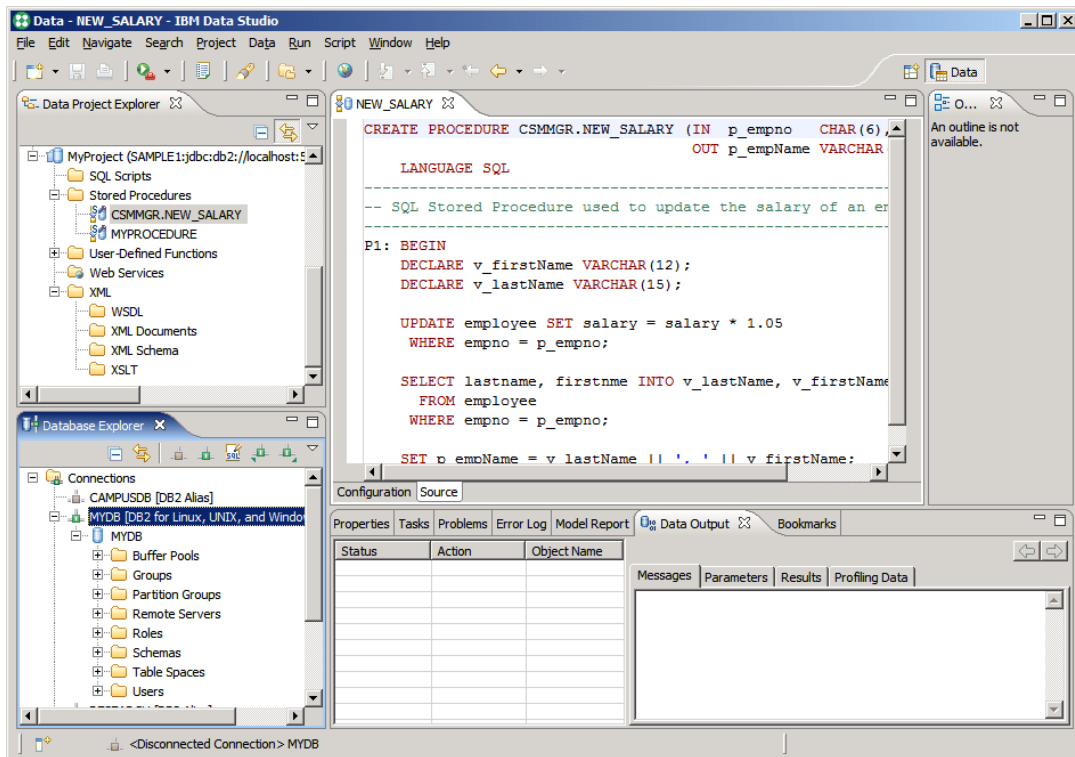 Data - NEW_SALARY - IBM Data Studio
File Edit Navigate Search Project Data Run Script Window Help
Data
Data Project Explorer
MyProject (SAMPLE1:jdbc:db2://localhost:5
SQL Scripts
Stored Procedures
CSMMGR.NEW_SALARY
MYPROCEDURE
User-Defined Functions
Web Services
XML
WSDL
XML Documents
XML Schema
XSLT
Database Explorer
SQL
Connections
CAMPUSDB [DB2 Alias]
MYDB [DB2 for Linux, UNIX, and Windo
MYDB
Buffer Pools
Groups
Partition Groups
Remote Servers
Roles
Schemas
Table Spaces
Users
NEW_SALARY
CREATE PROCEDURE CSMMGR.NEW_SALARY (IN p_empno CHAR(6),
OUT p_empName VARCHAR(
LANGUAGE SQL
------------------------------------------------------------------------
-- SQL Stored Procedure used to update the salary of an em
------------------------------------------------------------------------
P1: BEGIN
DECLARE v_firstName VARCHAR(12);
DECLARE v_lastName VARCHAR(15);
UPDATE employee SET salary = salary * 1.05
WHERE empno = p_empno;
SELECT lastname, firstnme INTO v_lastName, v_firstName
FROM employee
WHERE empno = p_empno;
SET p_empName = v_lastName || ', ' || v_firstName;
Configuration Source
O...
An outline is not
available.
Properties Tasks Problems Error Log Model Report Data Output Bookmarks
Status Action Object Name
Messages Parameters Results Profiling Data
<Disconnected Connection> MYDB